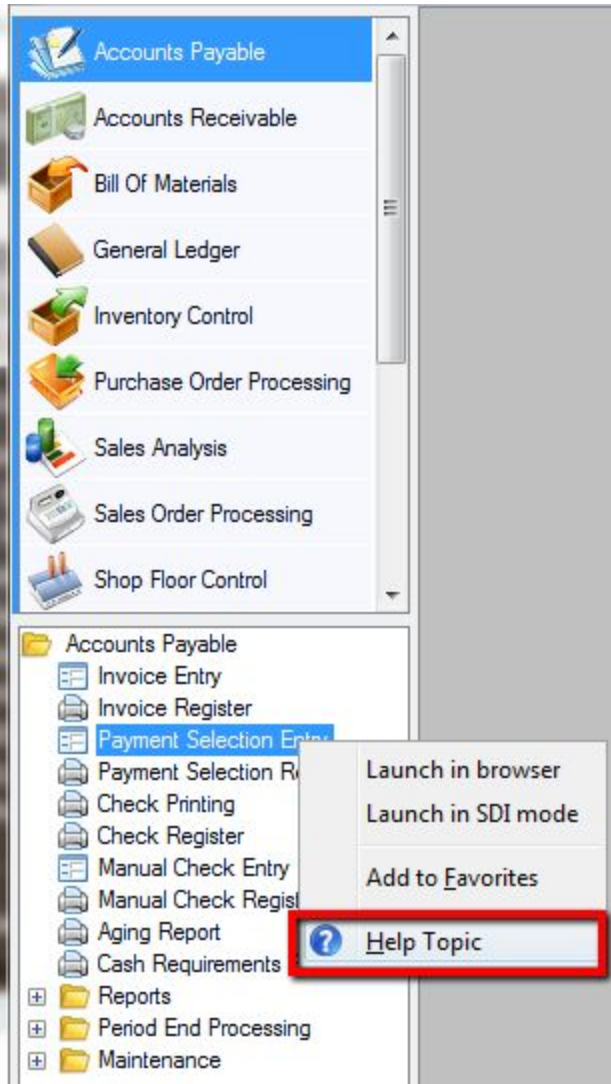 Accounts Payable
Accounts Receivable
Bill Of Materials
General Ledger
Inventory Control
Purchase Order Processing
Sales Analysis
Sales Order Processing
Shop Floor Control
Accounts Payable
Invoice Entry
Invoice Register
Payment Selection Entry
Payment Selection R
Check Printing
Check Register
Manual Check Entry
Manual Check Regist
Aging Report
Cash Requirements
Reports
Period End Processing
Maintenance
Launch in browser
Launch in SDI mode
Add to Favorites
Help Topic